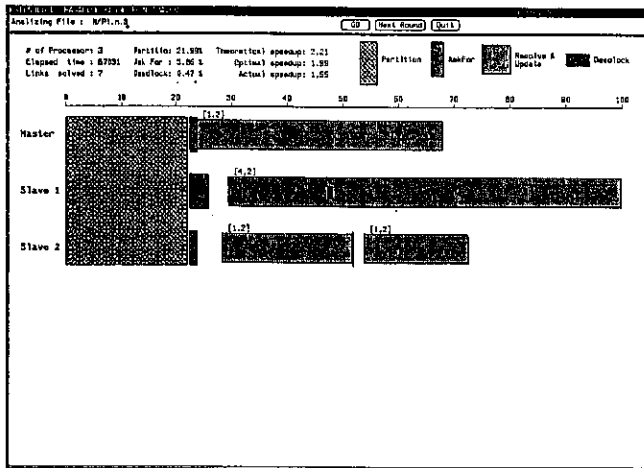 Analizing File : N/P1.n.3
GO Next Round Quit
# of Processor: 3 Partitio: 21.99% Theoretical speedup: 2.21
Elapsed time : 67031 Ask For : 3.86 % Optimal speedup: 1.99
Links solved : 7 Deadlock: 0.47 % Actual speedup: 1.55
Partition AskFor Resolve & Update Deadlock
0 10 20 30 40 50 60 70 80 90 100
[1,2]
Master
[4,2]
Slave 1
[1,2] [1,2]
Slave 2